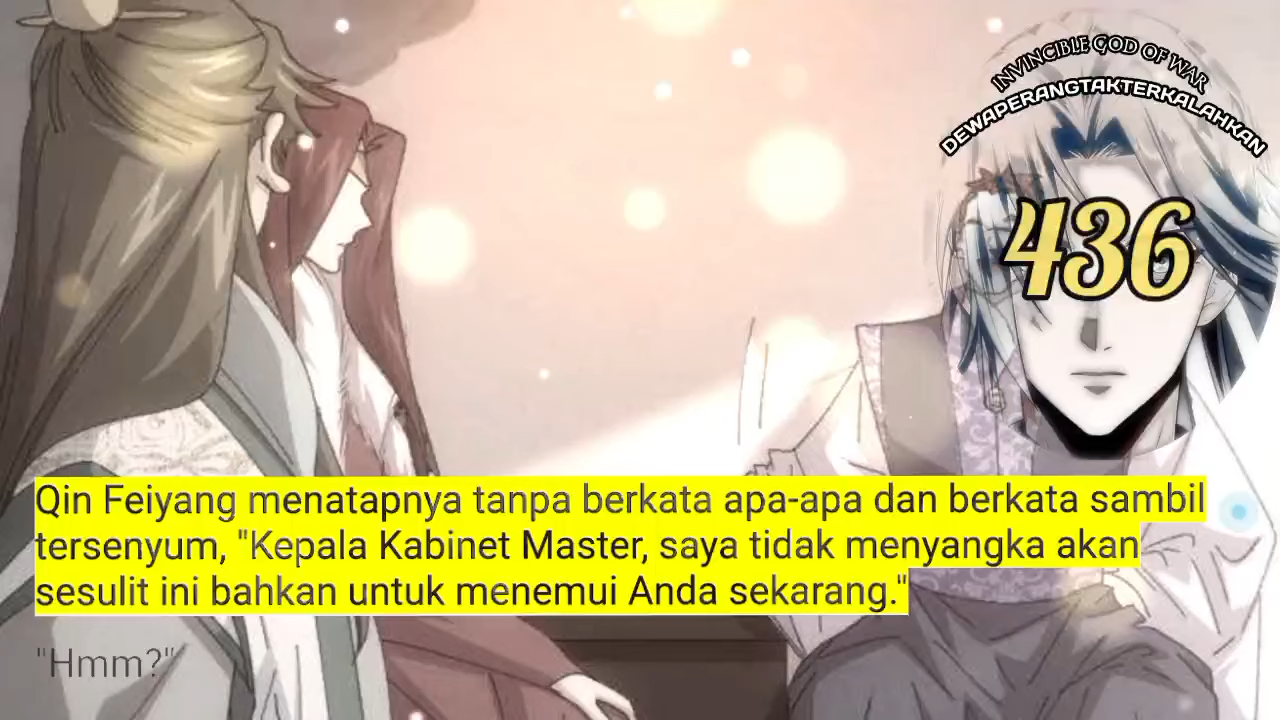 INVINCIBLE GOD OF WAR
DEWAPERANGTAKTERKALAHKAN
436
Qin Feiyang menatapnya tanpa berkata apa-apa dan berkata sambil
tersenyum, "Kepala Kabinet Master, saya tidak menyangka akan
sesulit ini bahkan untuk menemui Anda sekarang."
"Hmm?"